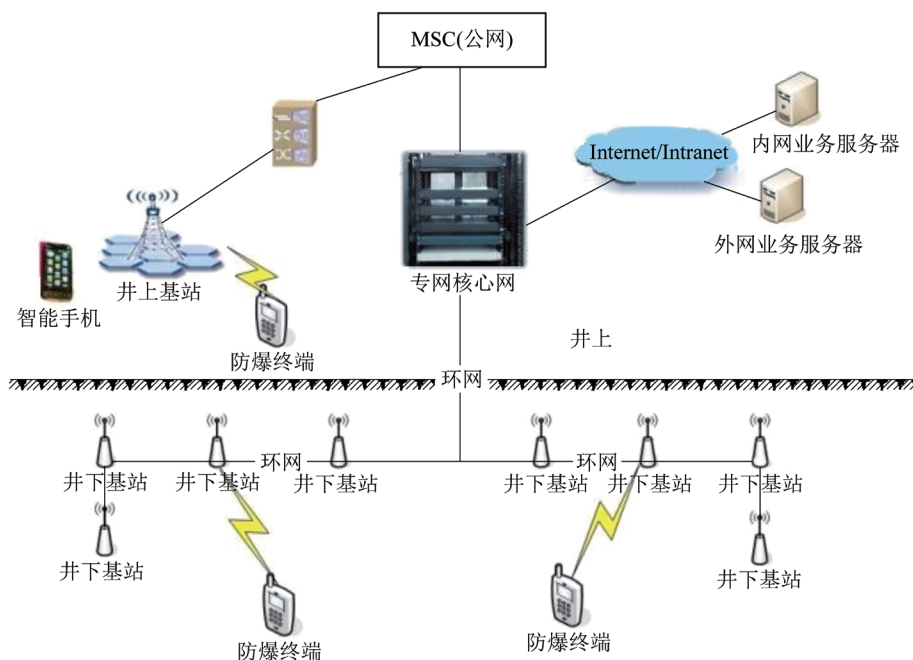 MSC(公网)
Internet/Intranet
内网业务服务器
外网业务服务器
专网核心网
井上基站
智能手机
防爆终端
井上
环网
环网
环网
井下基站
井下基站
井下基站
井下基站
井下基站
井下基站
井下基站
井下基站
防爆终端
防爆终端